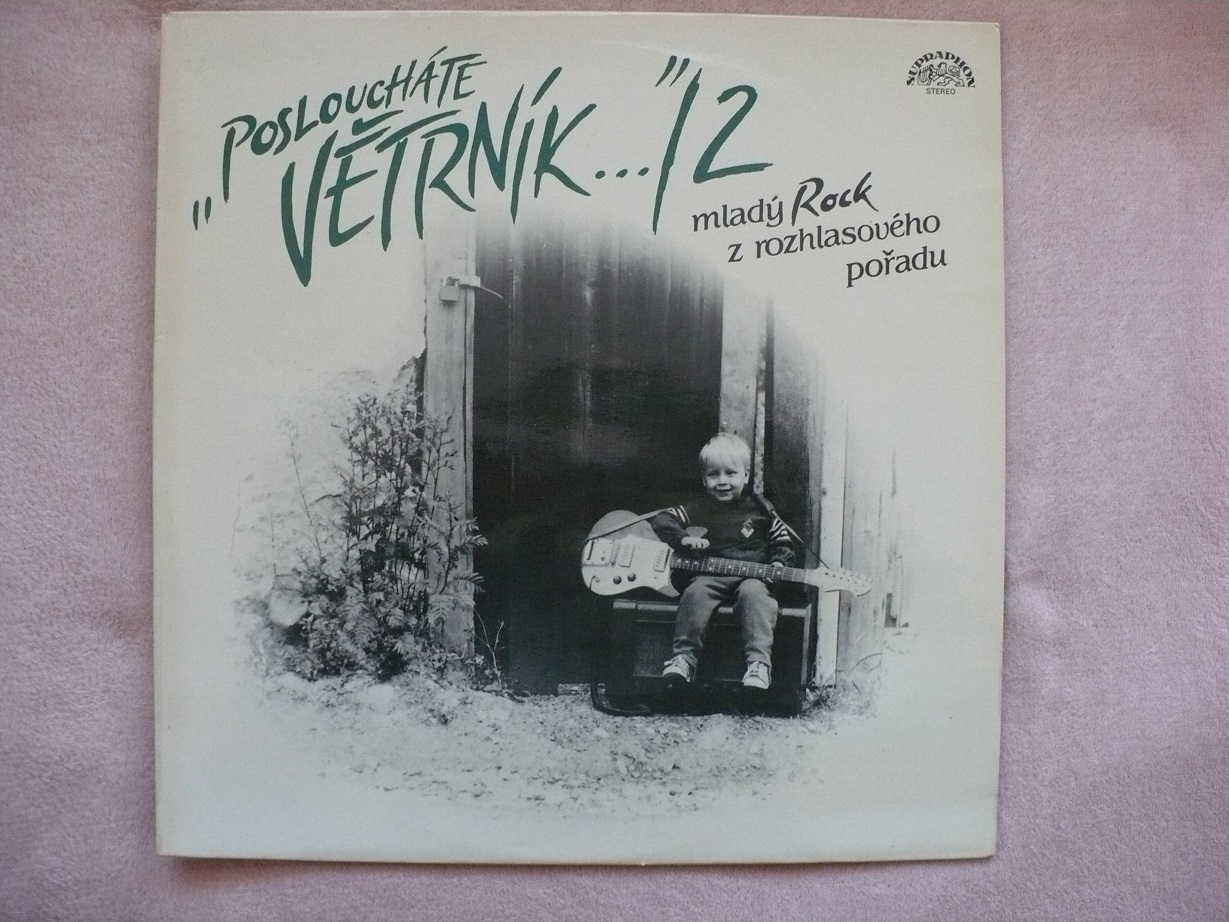 „POSLOUCHÁTE
VĚTRNÍK..."/2
mladý Rock
z rozhlasového
pořadu
SUPRAPHON
STEREO